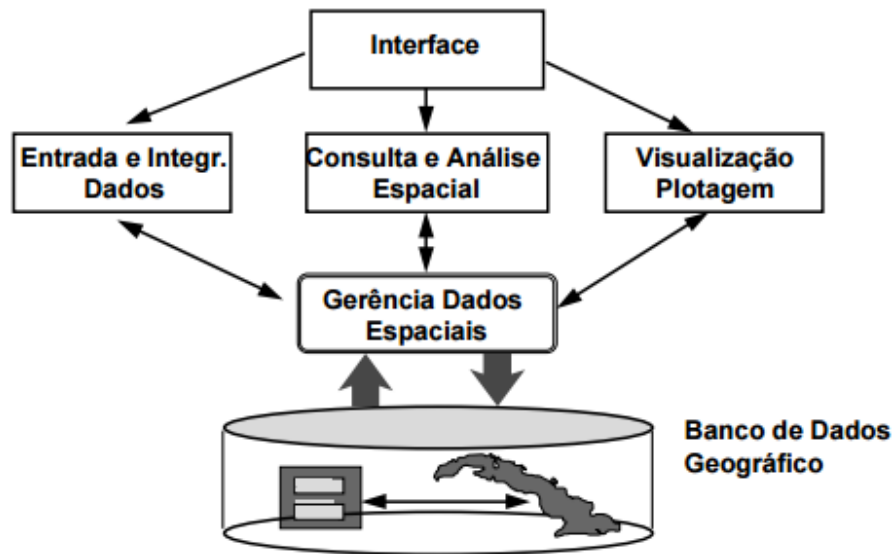 Interface
Entrada e Integr.
Dados
Consulta e Análise
Espacial
Visualização
Plotagem
Gerência Dados
Espaciais
Banco de Dados
Geográfico